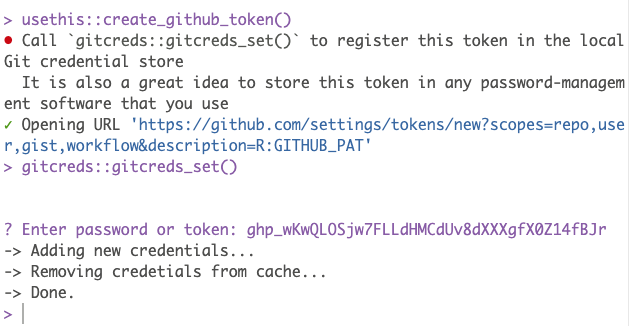 > usethis::create_github_token()
● Call `gitcreds::gitcreds_set()` to register this token in the local
Git credential store
It is also a great idea to store this token in any password-managem
ent software that you use
✓ Opening URL 'https://github.com/settings/tokens/new?scopes=repo,use
r,gist,workflow&description=R:GITHUB_PAT'
> gitcreds::gitcreds_set()
? Enter password or token: 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
-> Adding new credentials...
-> Removing credetials from cache...
-> Done.
>